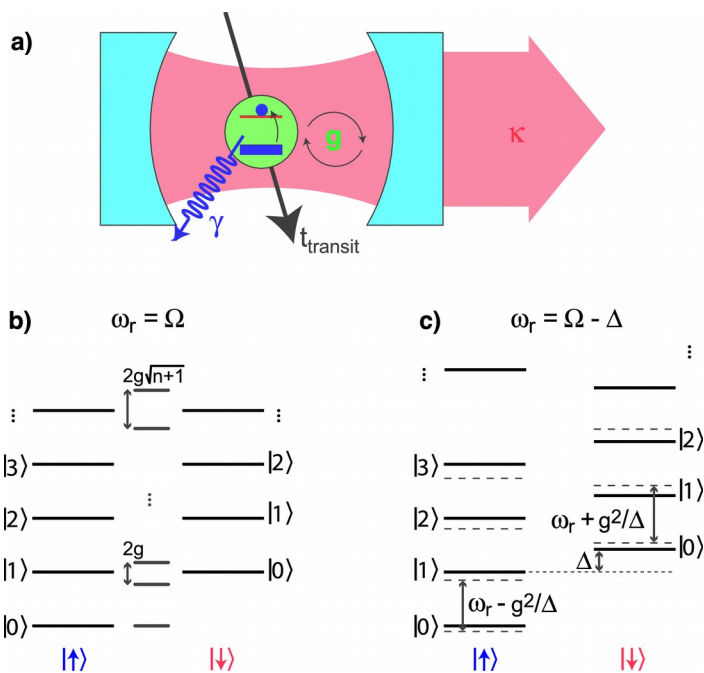 a)
g
κ
γ
t_transit
b)
ω_r = Ω
2g√n+1
⋮
⋮
|3⟩
|2⟩
⋮
|2⟩
|1⟩
2g
|1⟩
|0⟩
|0⟩
|↑⟩
|↓⟩
c)
ω_r = Ω - Δ
⋮
⋮
|3⟩
|2⟩
|2⟩
|1⟩
ω_r + g²/Δ
|1⟩
|0⟩
Δ
ω_r - g²/Δ
|0⟩
|↑⟩
|↓⟩